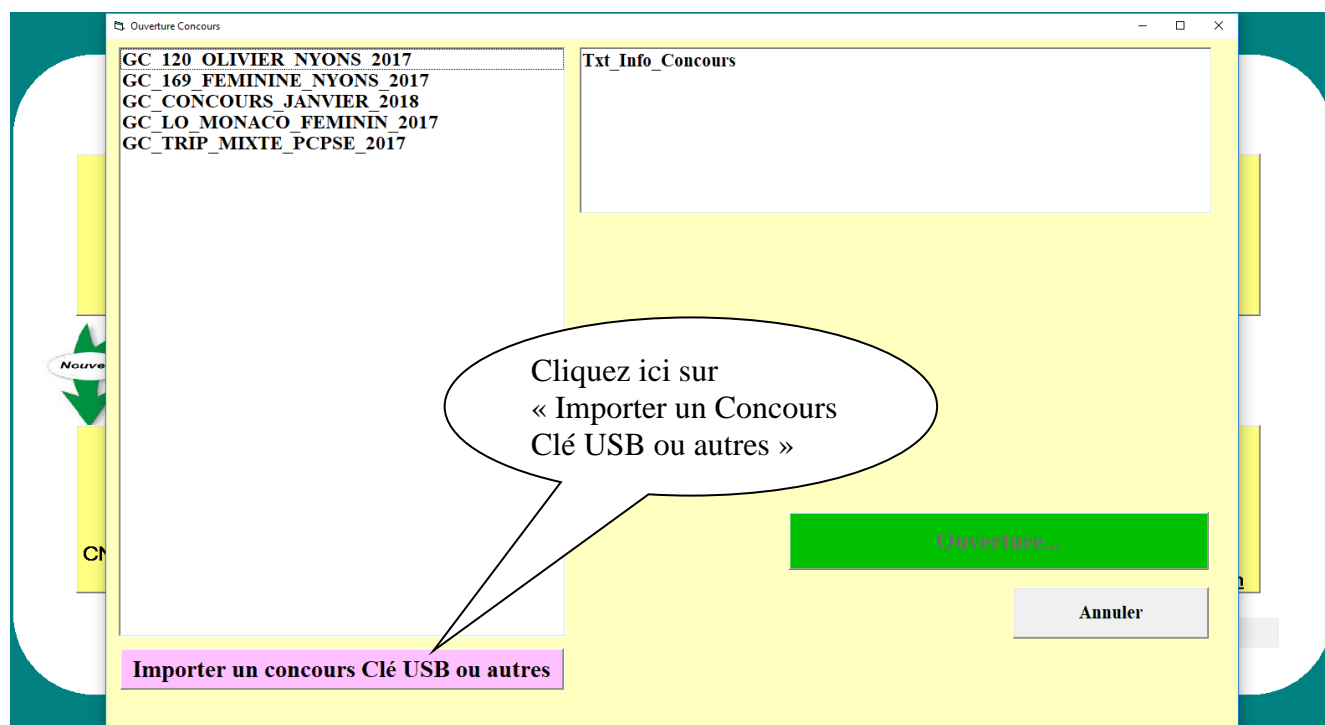 Ouverture Concours
GC_120_OLIVIER_NYONS_2017
GC_169_FEMININE_NYONS_2017
GC_CONCOURS_JANVIER_2018
GC_LO_MONACO_FEMININ_2017
GC_TRIP_MIXTE_PCPSE_2017
Txt_Info_Concours
Nouve
Cliquez ici sur
« Importer un Concours
Clé USB ou autres »
Ouverture...
CN
Annuler
Importer un concours Clé USB ou autres